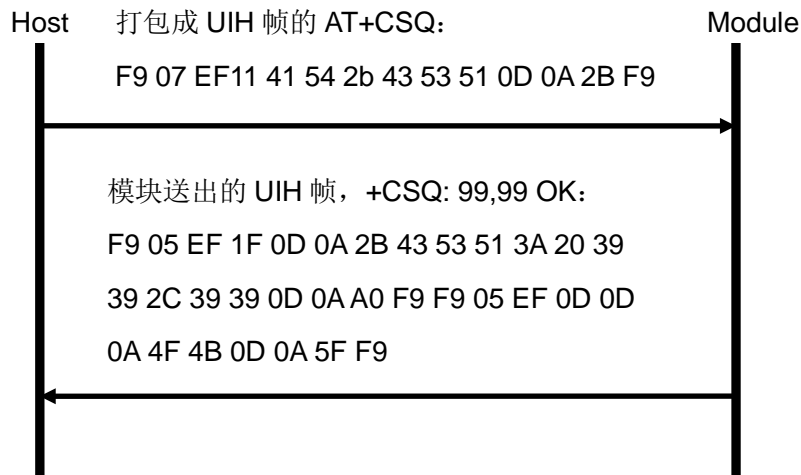 Host 打包成 UIH 帧的 AT+CSQ： Module
F9 07 EF11 41 54 2b 43 53 51 0D 0A 2B F9
模块送出的 UIH 帧，+CSQ: 99,99 OK：
F9 05 EF 1F 0D 0A 2B 43 53 51 3A 20 39
39 2C 39 39 0D 0A A0 F9 F9 05 EF 0D 0D
0A 4F 4B 0D 0A 5F F9